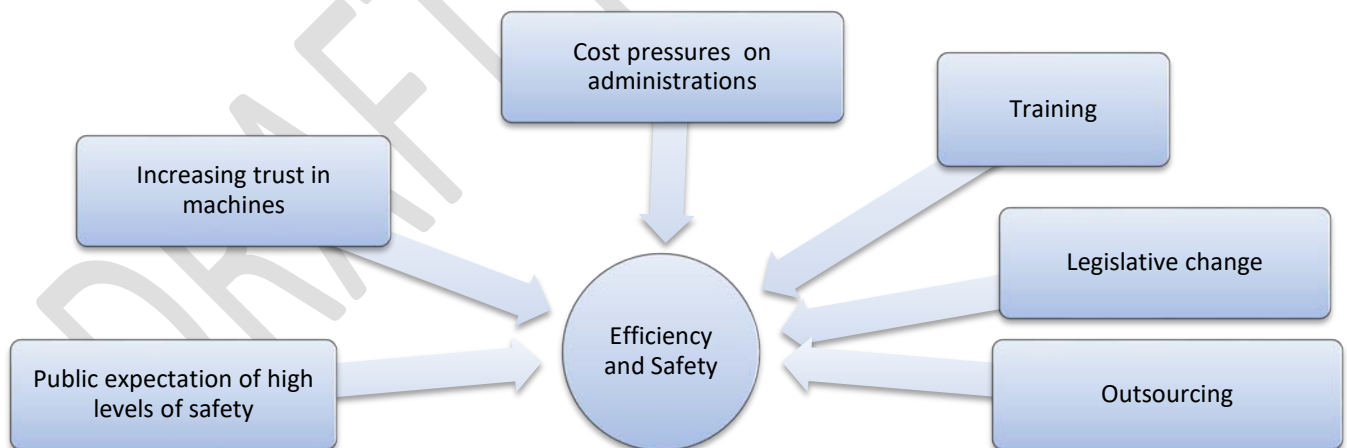 Cost pressures on
administrations
Training
Increasing trust in
machines
Legislative change
Efficiency
and Safety
Public expectation of high
levels of safety
Outsourcing
DRAFT